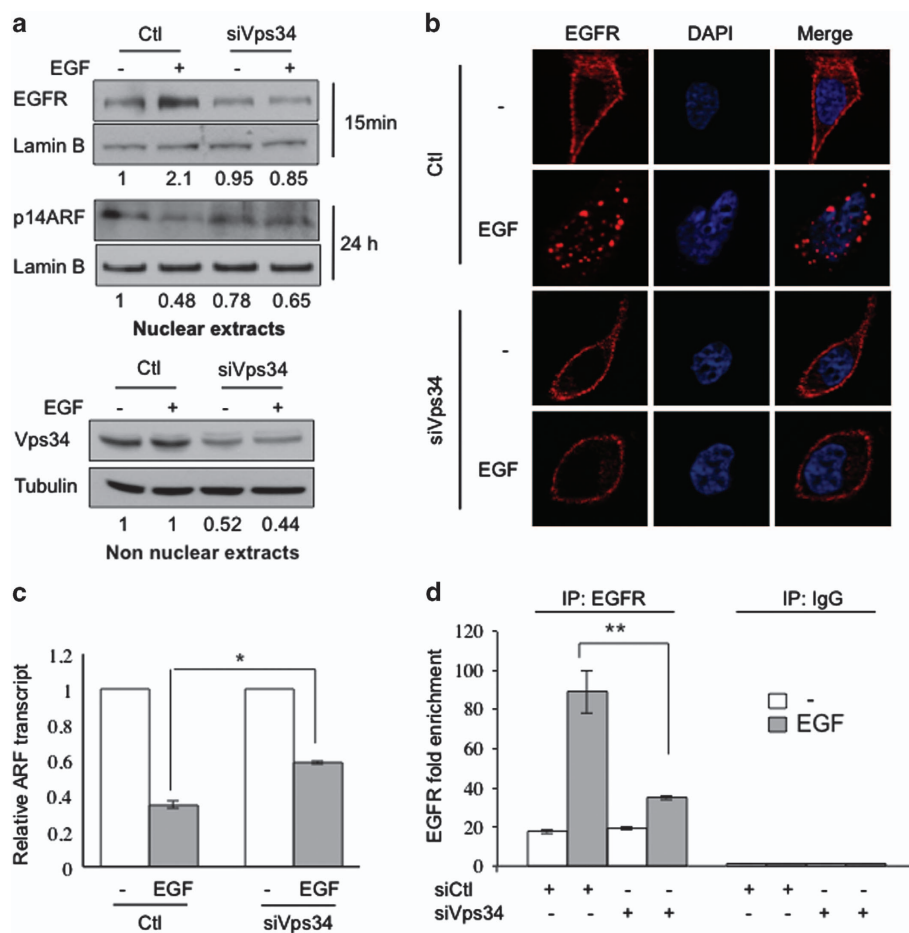 a
Ctl siVps34
EGF - + - +
EGFR
Lamin B
15min
1 2.1 0.95 0.85
p14ARF
Lamin B
24 h
1 0.48 0.78 0.65
Nuclear extracts
Ctl siVps34
EGF - + - +
Vps34
Tubulin
1 1 0.52 0.44
Non nuclear extracts
b
EGFR DAPI Merge
Ctl
-
EGF
siVps34
-
EGF
c
Relative ARF transcript
1.2
1
0.8
0.6
0.4
0.2
0
*
- EGF - EGF
Ctl siVps34
d
IP: EGFR IP: IgG
EGFR fold enrichment
120
100
80
60
40
20
0
**
-
EGF
siCtl + + - - + + - -
siVps34 - - + + - - + +